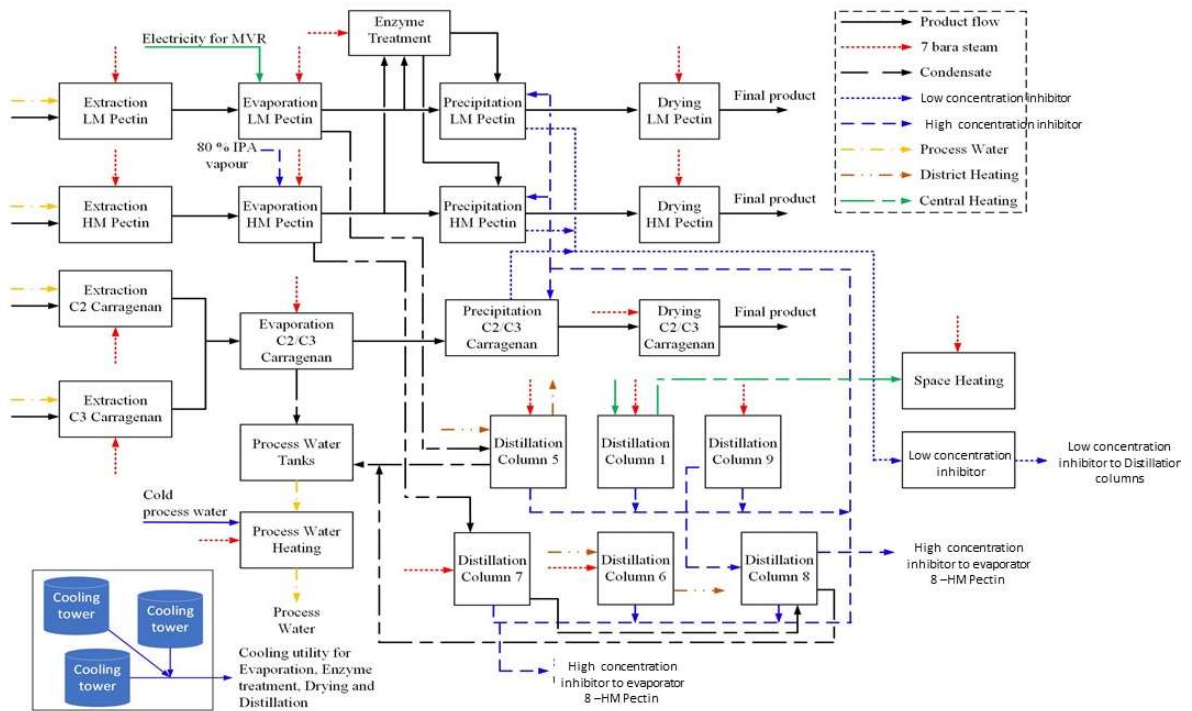 Electricity for MVR
Enzyme
Treatment
Extraction
LM Pectin
Evaporation
LM Pectin
Precipitation
LM Pectin
Drying
LM Pectin
Final product
80 % IPA
vapour
Extraction
HM Pectin
Evaporation
HM Pectin
Precipitation
HM Pectin
Drying
HM Pectin
Final product
Product flow
7 bara steam
Condensate
Low concentration inhibitor
High concentration inhibitor
Process Water
District Heating
Central Heating
Extraction
C2 Carragenan
Extraction
C3 Carragenan
Evaporation
C2/C3
Carragenan
Precipitation
C2/C3
Carragenan
Drying
C2/C3
Carragenan
Final product
Space Heating
Process Water
Tanks
Distillation
Column 5
Distillation
Column 1
Distillation
Column 9
Low concentration
inhibitor
Low concentration
inhibitor to Distillation
columns
Cold
process water
Process Water
Heating
Process
Water
Distillation
Column 7
Distillation
Column 6
Distillation
Column 8
High concentration
inhibitor to evaporator
8 –HM Pectin
High concentration
inhibitor to evaporator
8 –HM Pectin
Cooling
tower
Cooling
tower
Cooling
tower
Cooling utility for
Evaporation, Enzyme
treatment, Drying and
Distillation